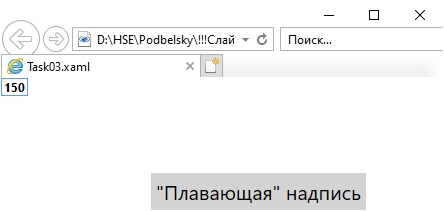 D:\HSE\Podbelsky\!!!Слай
Поиск...
Task03.xaml
150
"Плавающая" надпись